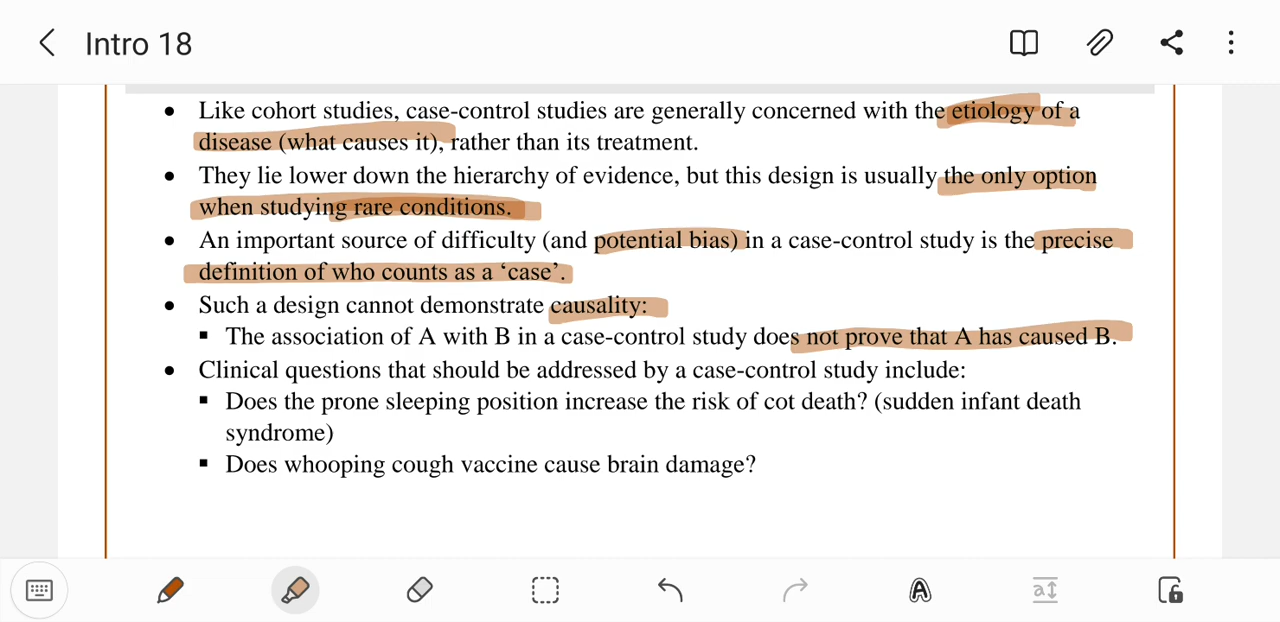 Intro 18
• Like cohort studies, case-control studies are generally concerned with the etiology of a
disease (what causes it), rather than its treatment.
• They lie lower down the hierarchy of evidence, but this design is usually the only option
when studying rare conditions.
• An important source of difficulty (and potential bias) in a case-control study is the precise
definition of who counts as a ‘case’.
• Such a design cannot demonstrate causality:
▪ The association of A with B in a case-control study does not prove that A has caused B.
• Clinical questions that should be addressed by a case-control study include:
▪ Does the prone sleeping position increase the risk of cot death? (sudden infant death
syndrome)
▪ Does whooping cough vaccine cause brain damage?
A
a